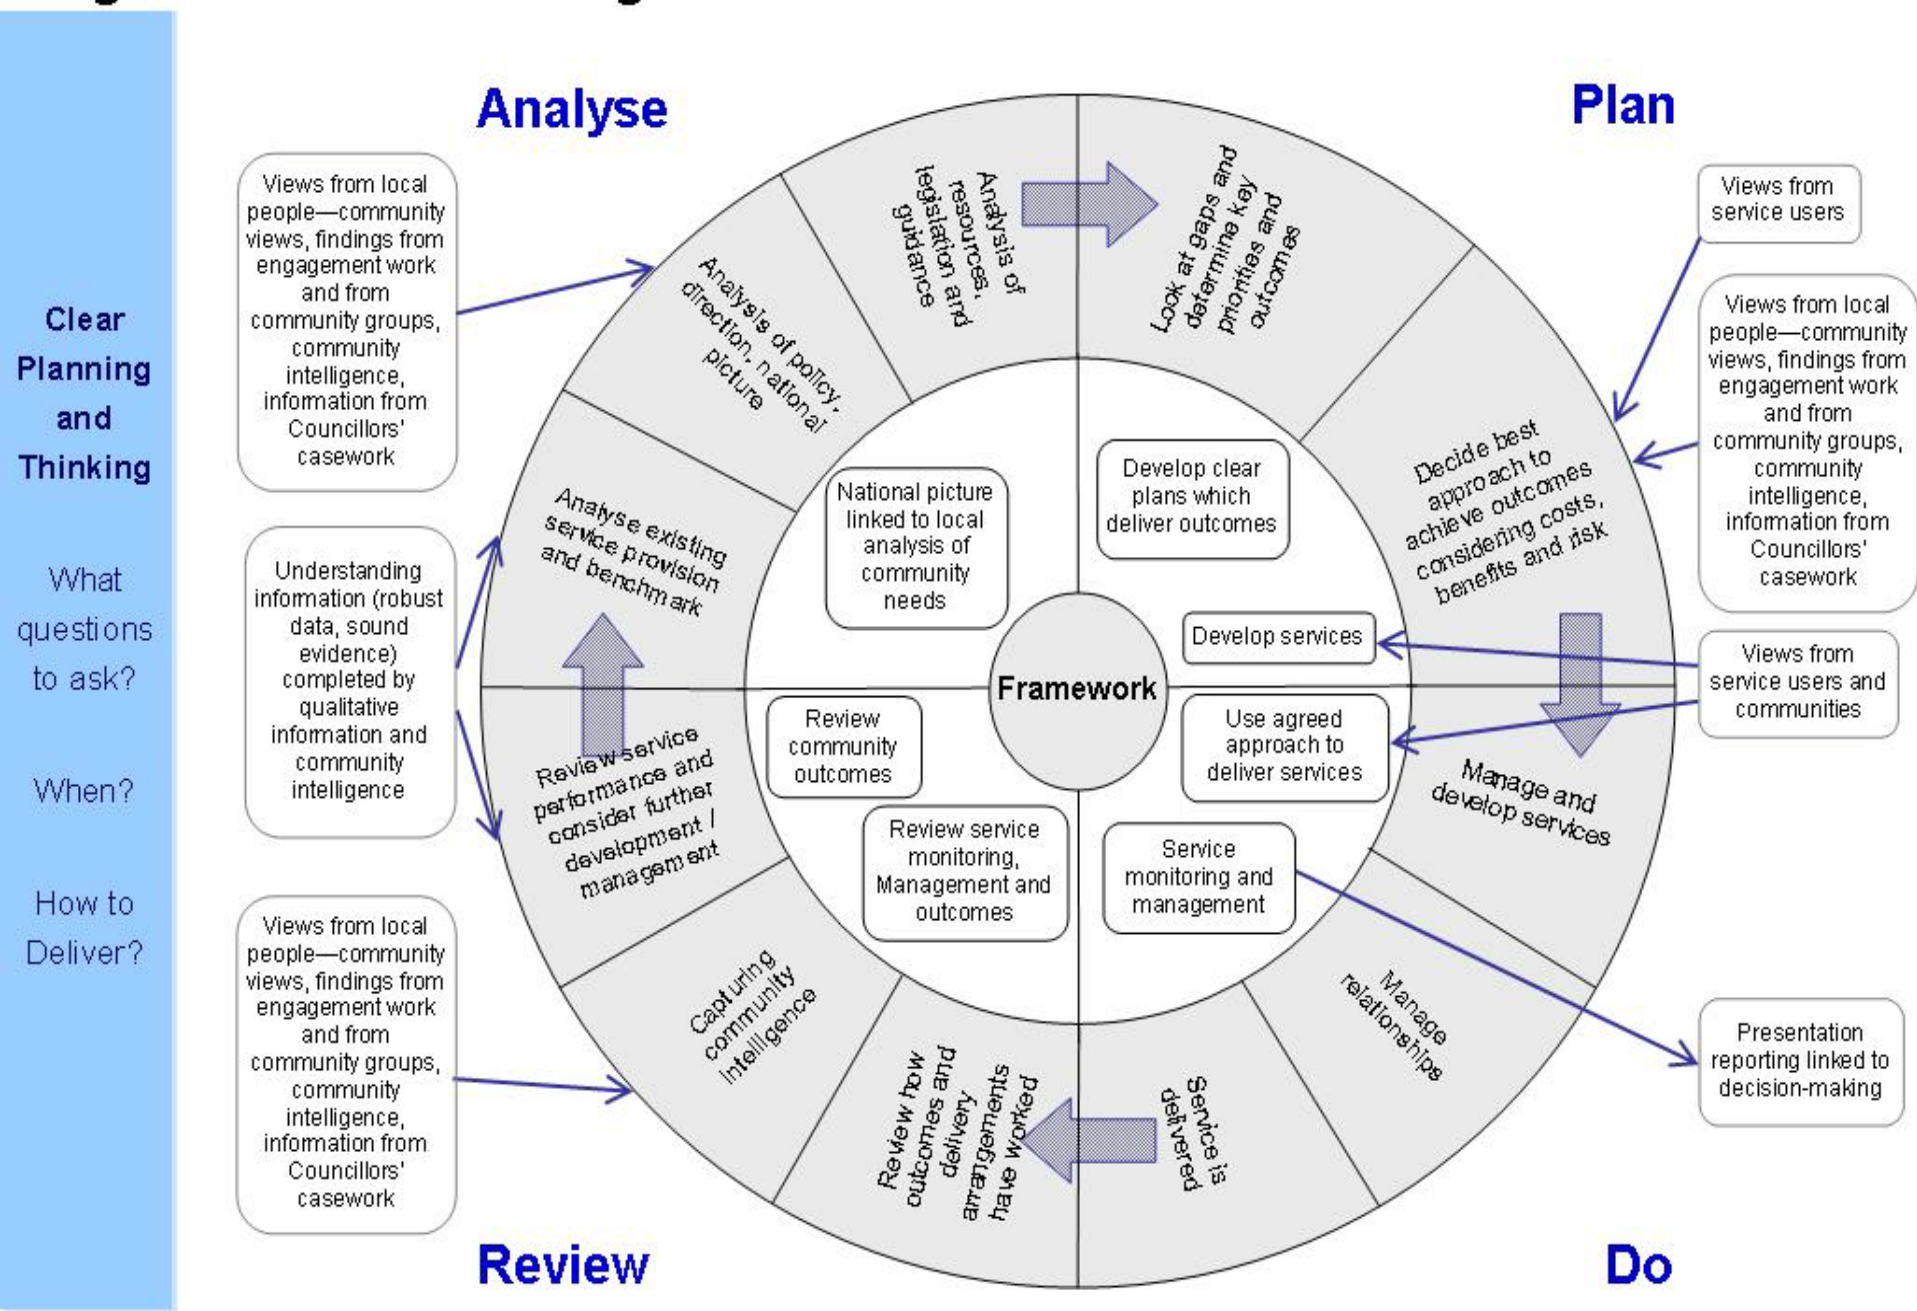 Clear
Planning
and
Thinking
What
questions
to ask?
When?
How to
Deliver?
Analyse
Plan
Views from local
people—community
views, findings from
engagement work
and from
community groups,
community
intelligence,
information from
Councillors'
casework
Understanding
information (robust
data, sound
evidence)
completed by
qualitative
information and
community
intelligence
Views from local
people—community
views, findings from
engagement work
and from
community groups,
community
intelligence,
information from
Councillors'
casework
Analysis of
resources,
legislation and
guidance
Analysis of policy,
direction, national
picture
Analyse existing
service provision
and benchmark
Review service
performance and
consider further
development /
management
Capturing
community
intelligence
Review how
outcomes and
delivery
arrangements
have worked
Look at gaps and
determine key
priorities and
outcomes
Decide best
approach to
achieve outcomes
considering costs,
benefits and risk
Manage and
develop services
Manage
relationships
Service is
delivered
National picture
linked to local
analysis of
community
needs
Develop clear
plans which
deliver outcomes
Develop services
Framework
Review
community
outcomes
Use agreed
approach to
deliver services
Review service
monitoring,
Management and
outcomes
Service
monitoring and
management
Views from
service users
Views from local
people—community
views, findings from
engagement work
and from
community groups,
community
intelligence,
information from
Councillors'
casework
Views from
service users and
communities
Presentation
reporting linked to
decision-making
Review
Do